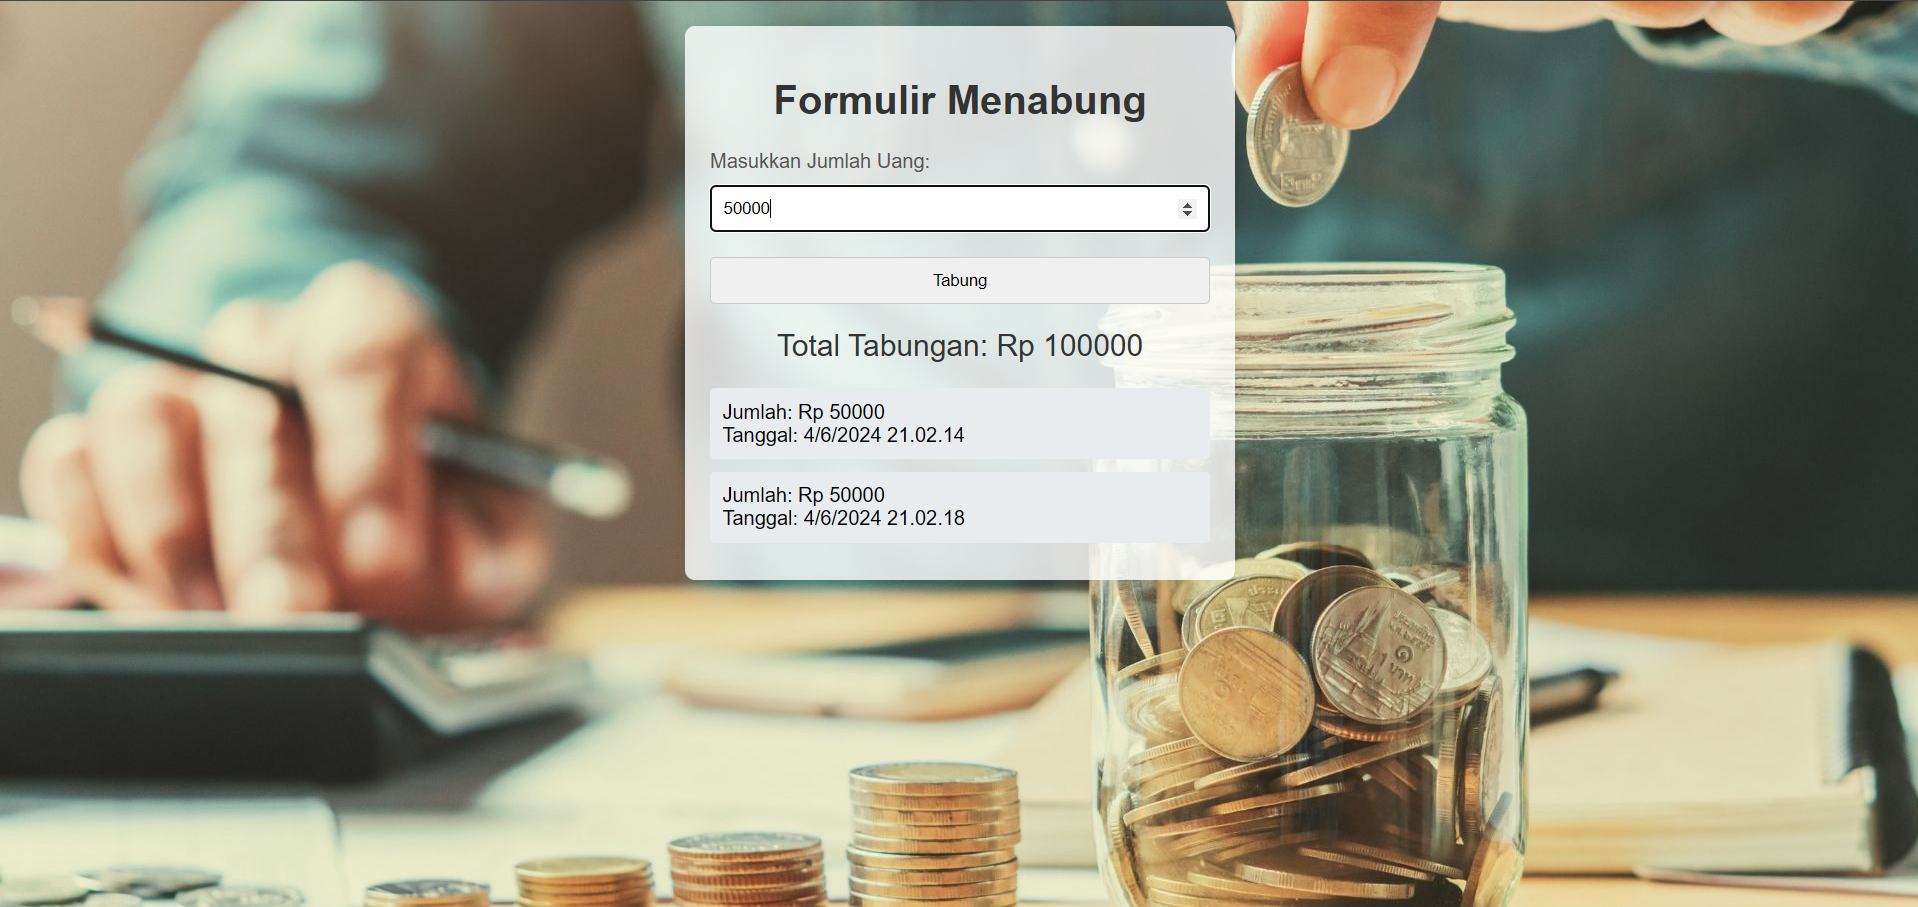 Formulir Menabung
Masukkan Jumlah Uang:
50000
Tabung
Total Tabungan: Rp 100000
Jumlah: Rp 50000
Tanggal: 4/6/2024 21.02.14
Jumlah: Rp 50000
Tanggal: 4/6/2024 21.02.18